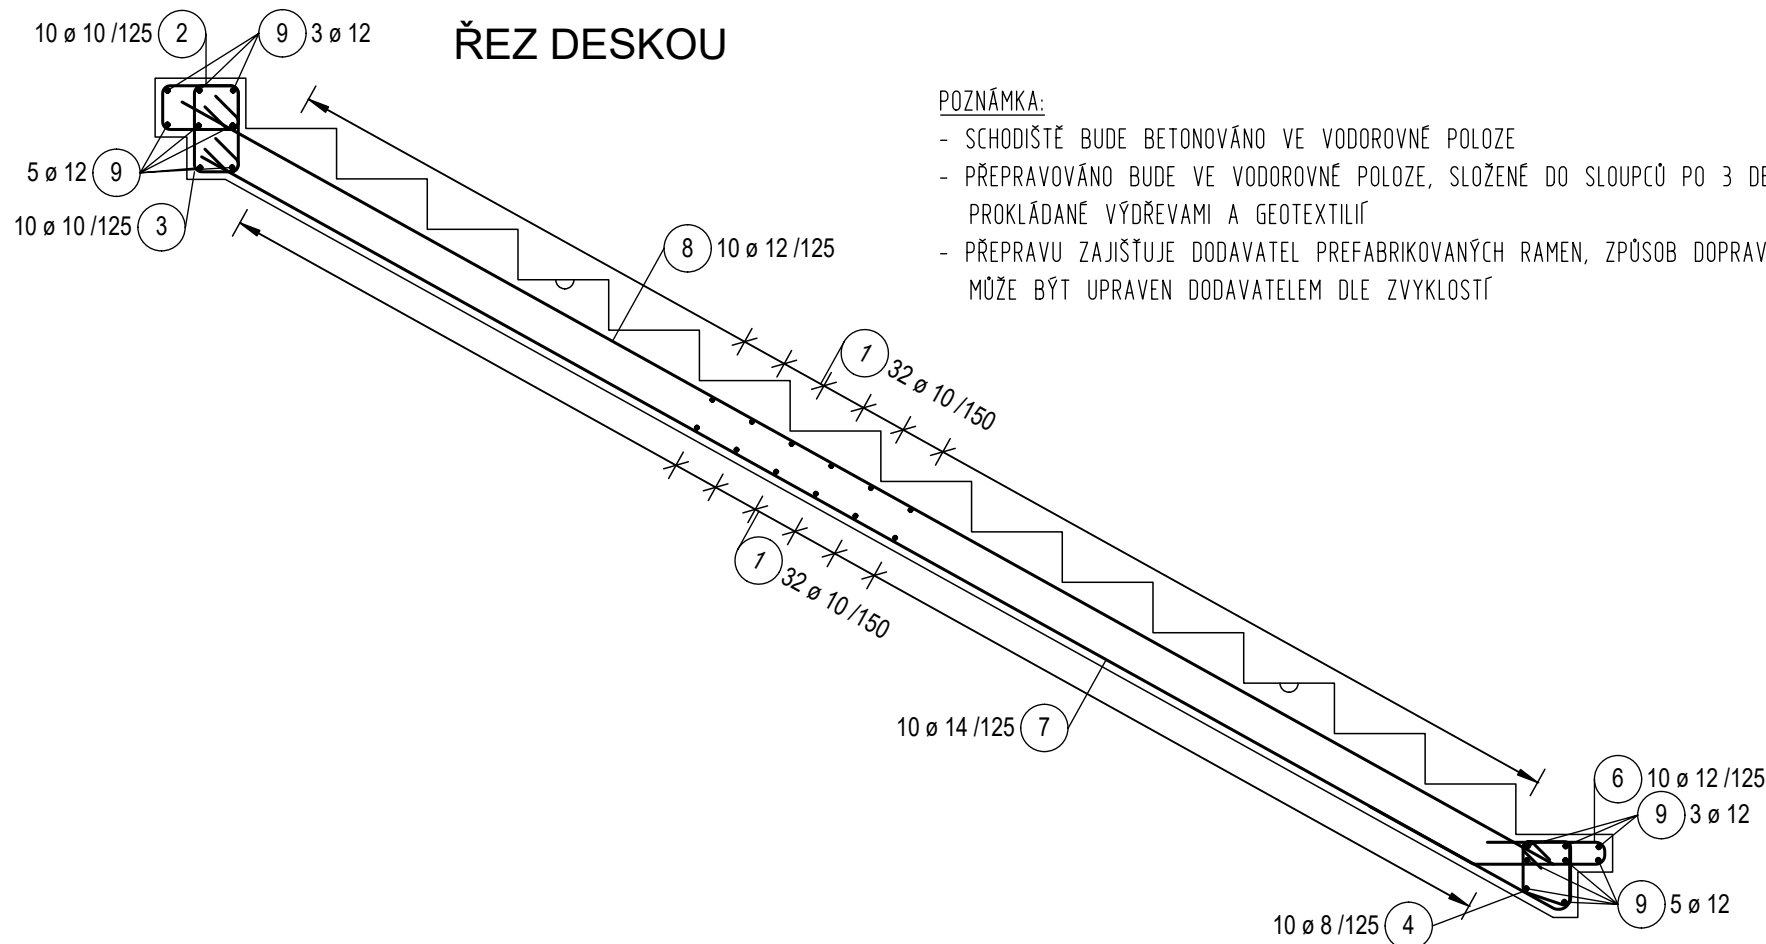 ŘEZ DESKOU
10 ø 10 /125 2
9 3 ø 12
5 ø 12 9
10 ø 10 /125 3
POZNÁMKA:
- SCHODIŠTĚ BUDE BETONOVÁNO VE VODOROVNÉ POLOZE
- PŘEPRAVOVÁNO BUDE VE VODOROVNÉ POLOZE, SLOŽENÉ DO SLOUPCŮ PO 3
PROKLÁDANÉ VÝDŘEVAMI A GEOTEXTILIÍ
- PŘEPRAVU ZAJIŠŤUJE DODAVATEL PREFABRIKOVANÝCH RAMEN, ZPŮSOB
MŮŽE BÝT UPRAVEN DODAVATELEM DLE ZVYKLOSTÍ
8 10 ø 12 /125
1 32 ø 10 /150
1 32 ø 10 /150
10 ø 14 /125 7
6 10 ø 12 /125
9 3 ø 12
9 5 ø 12
10 ø 8 /125 4